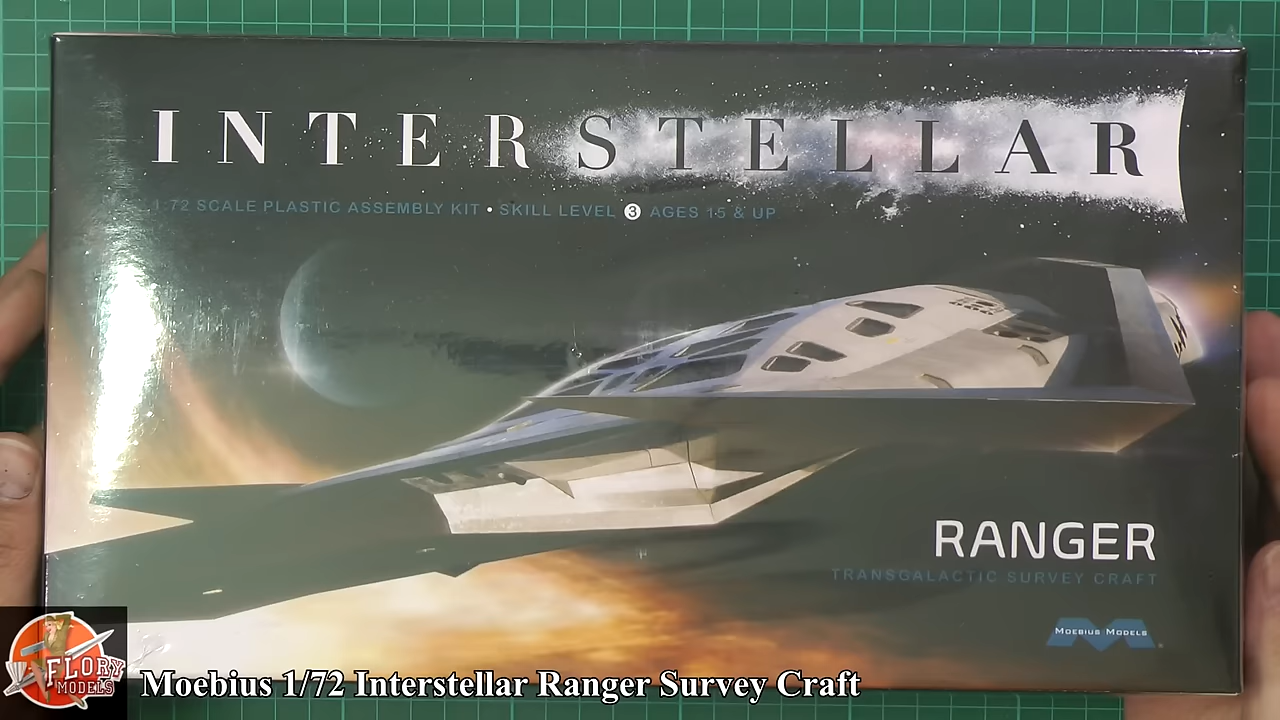 INTERSTELLAR
1:72 SCALE PLASTIC ASSEMBLY KIT • SKILL LEVEL 3 AGES 15 & UP
RANGER
TRANSGALACTIC SURVEY CRAFT
MOEBIUS MODELS
FLORY
MODELS
Moebius 1/72 Interstellar Ranger Survey Craft